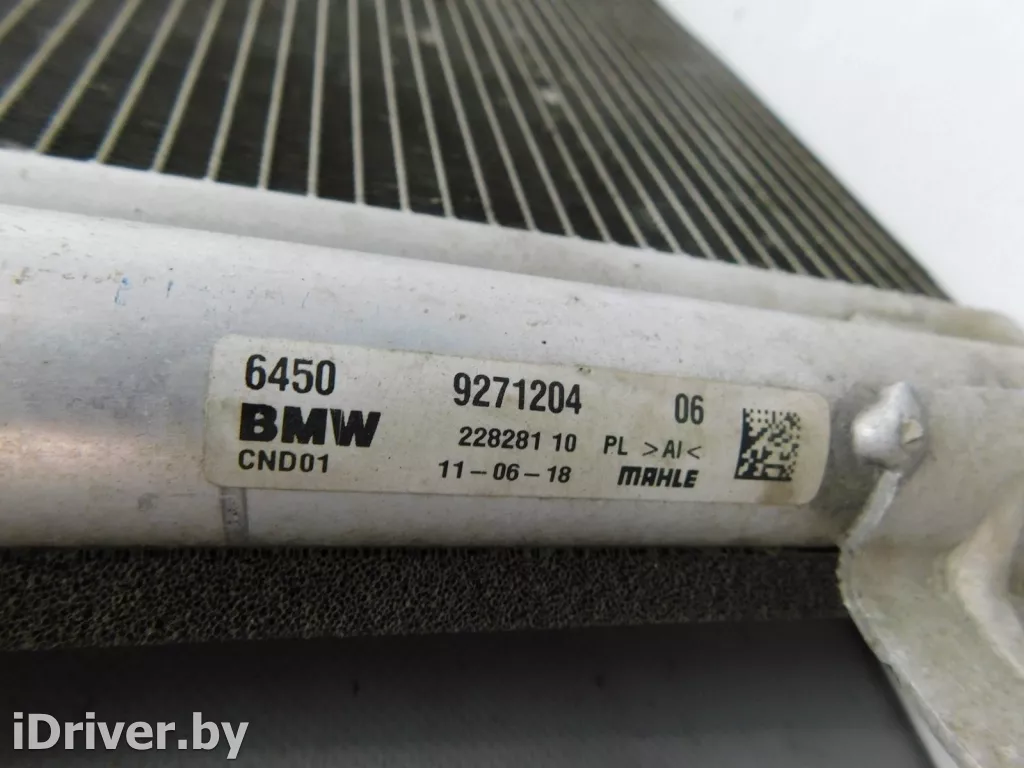 6450 9271204 06
BMW 228281 10 PL >Al<
CND01 11-06-18 MAHLE
iDriver.by